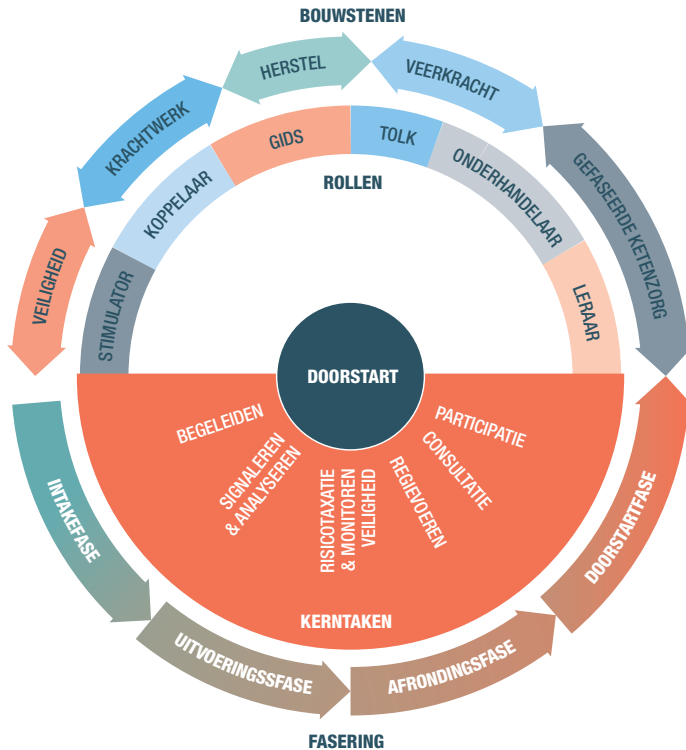 BOUWSTENEN
VEILIGHEID
KRACHTWERK
HERSTEL
VEERKRACHT
GEFASEERDE KETENZORG
STIMULATOR
KOPPELAAR
GIDS
TOLK
ONDERHANDELAAR
LERAAR
ROLLEN
DOORSTART
BEGELEIDEN
SIGNALEREN
& ANALYSEREN
RISICOTAXATIE
& MONITOREN
VEILIGHEID
REGIEVOEREN
CONSULTATIE
PARTICIPATIE
KERNTAKEN
INTAKEFASE
UITVOERINGSSFASE
AFRONDINGSFASE
DOORSTARTFASE
FASERING